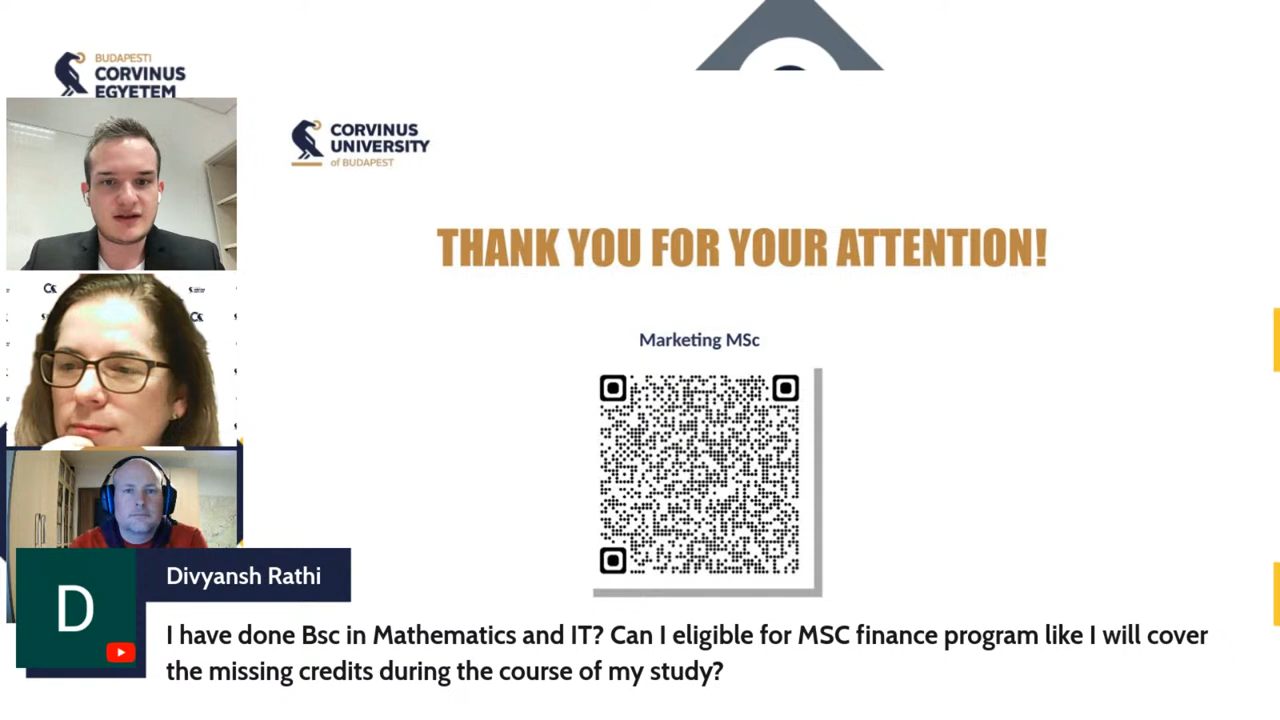 BUDAPESTI
CORVINUS
EGYETEM
CORVINUS
UNIVERSITY
of BUDAPEST
THANK YOU FOR YOUR ATTENTION!
Marketing MSc
D
Divyansh Rathi
I have done Bsc in Mathematics and IT? Can I eligible for MSC finance program like I will cover
the missing credits during the course of my study?